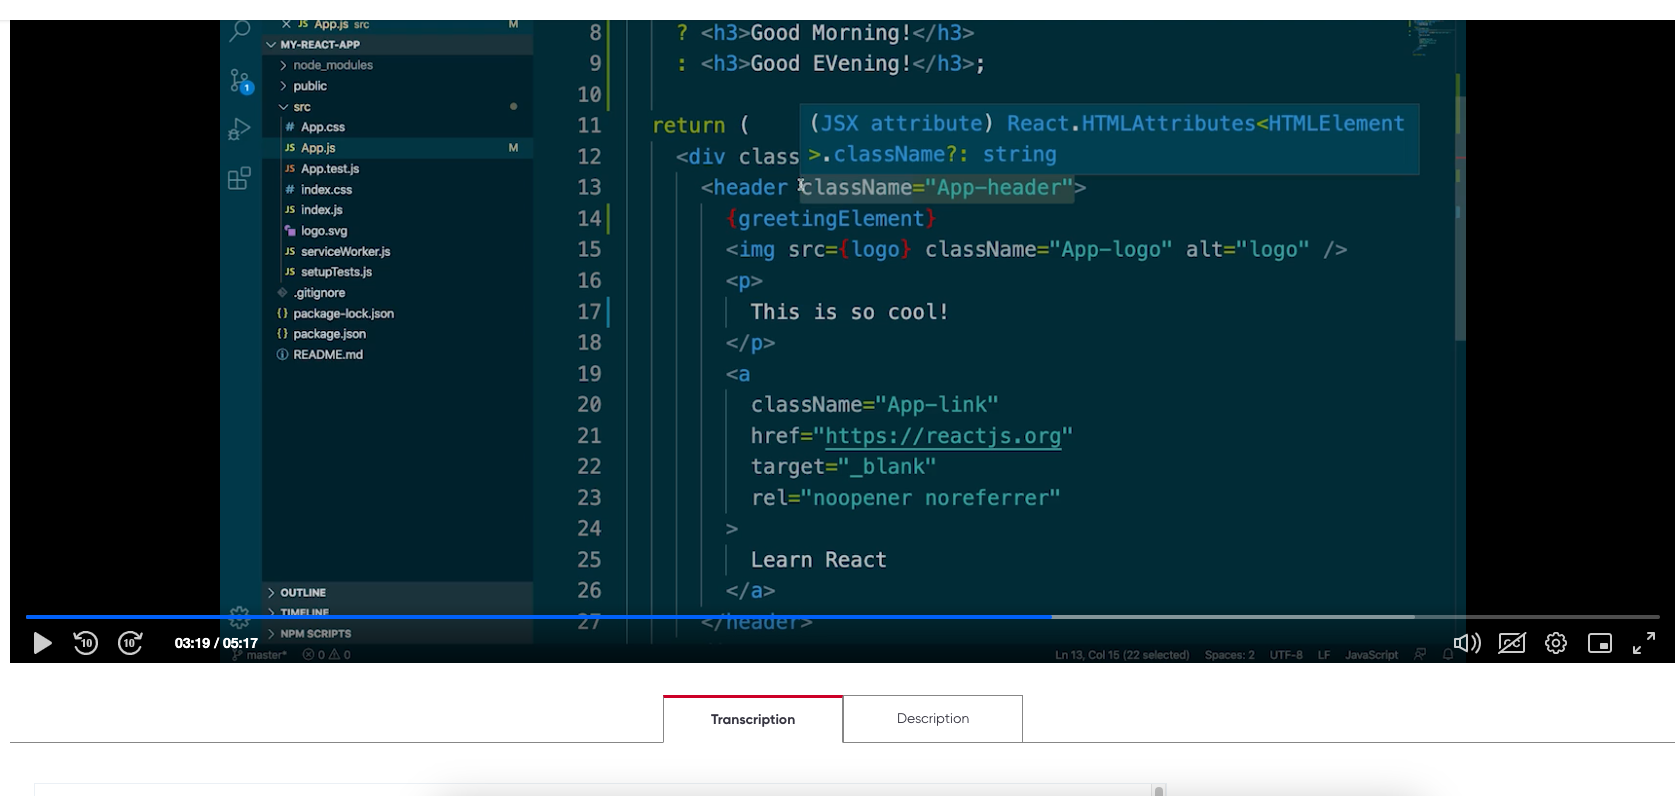 App.js src M
MY-REACT-APP
node_modules
public
src
# App.css
JS App.js M
JS App.test.js
# index.css
JS index.js
logo.svg
JS serviceWorker.js
JS setupTests.js
.gitignore
{} package-lock.json
{} package.json
README.md
OUTLINE
TIMELINE
NPM SCRIPTS
1
8 ? <h3>Good Morning!</h3>
9 : <h3>Good EVening!</h3>;
10
11 return (
12 <div class
(JSX attribute) React.HTMLAttributes<HTMLElement
>.className?: string
13 <header className="App-header">
14 {greetingElement}
15 <img src={logo} className="App-logo" alt="logo" />
16 <p>
17 This is so cool!
18 </p>
19 <a
20 className="App-link"
21 href="https://reactjs.org"
22 target="_blank"
23 rel="noopener noreferrer"
24 >
25 Learn React
26 </a>
27 </header>
10 10 03:19 / 05:17
master* 0 0 Ln 13, Col 15 (22 selected) Spaces: 2 UTF-8 LF JavaScript
Transcription Description